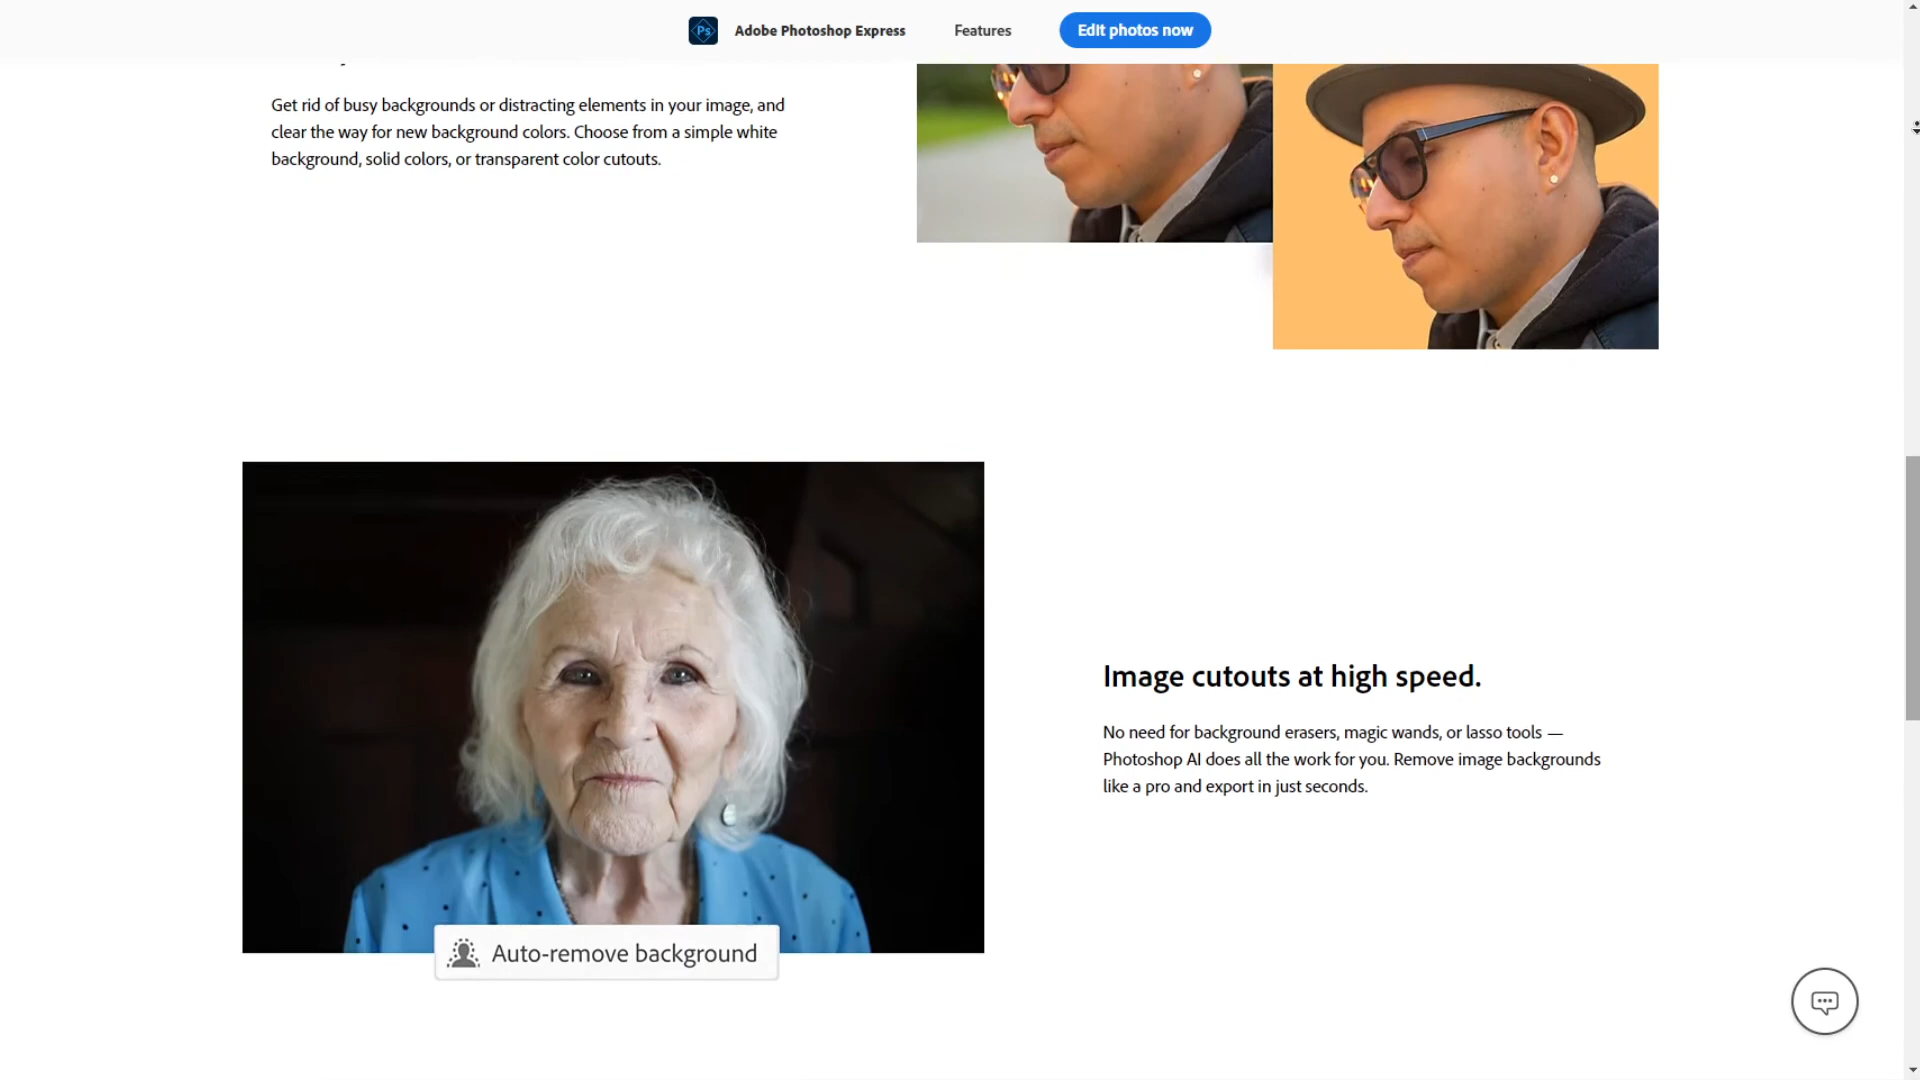 Ps Adobe Photoshop Express Features Edit photos now
Get rid of busy backgrounds or distracting elements in your image, and
clear the way for new background colors. Choose from a simple white
background, solid colors, or transparent color cutouts.
Image cutouts at high speed.
No need for background erasers, magic wands, or lasso tools —
Photoshop AI does all the work for you. Remove image backgrounds
like a pro and export in just seconds.
Auto-remove background